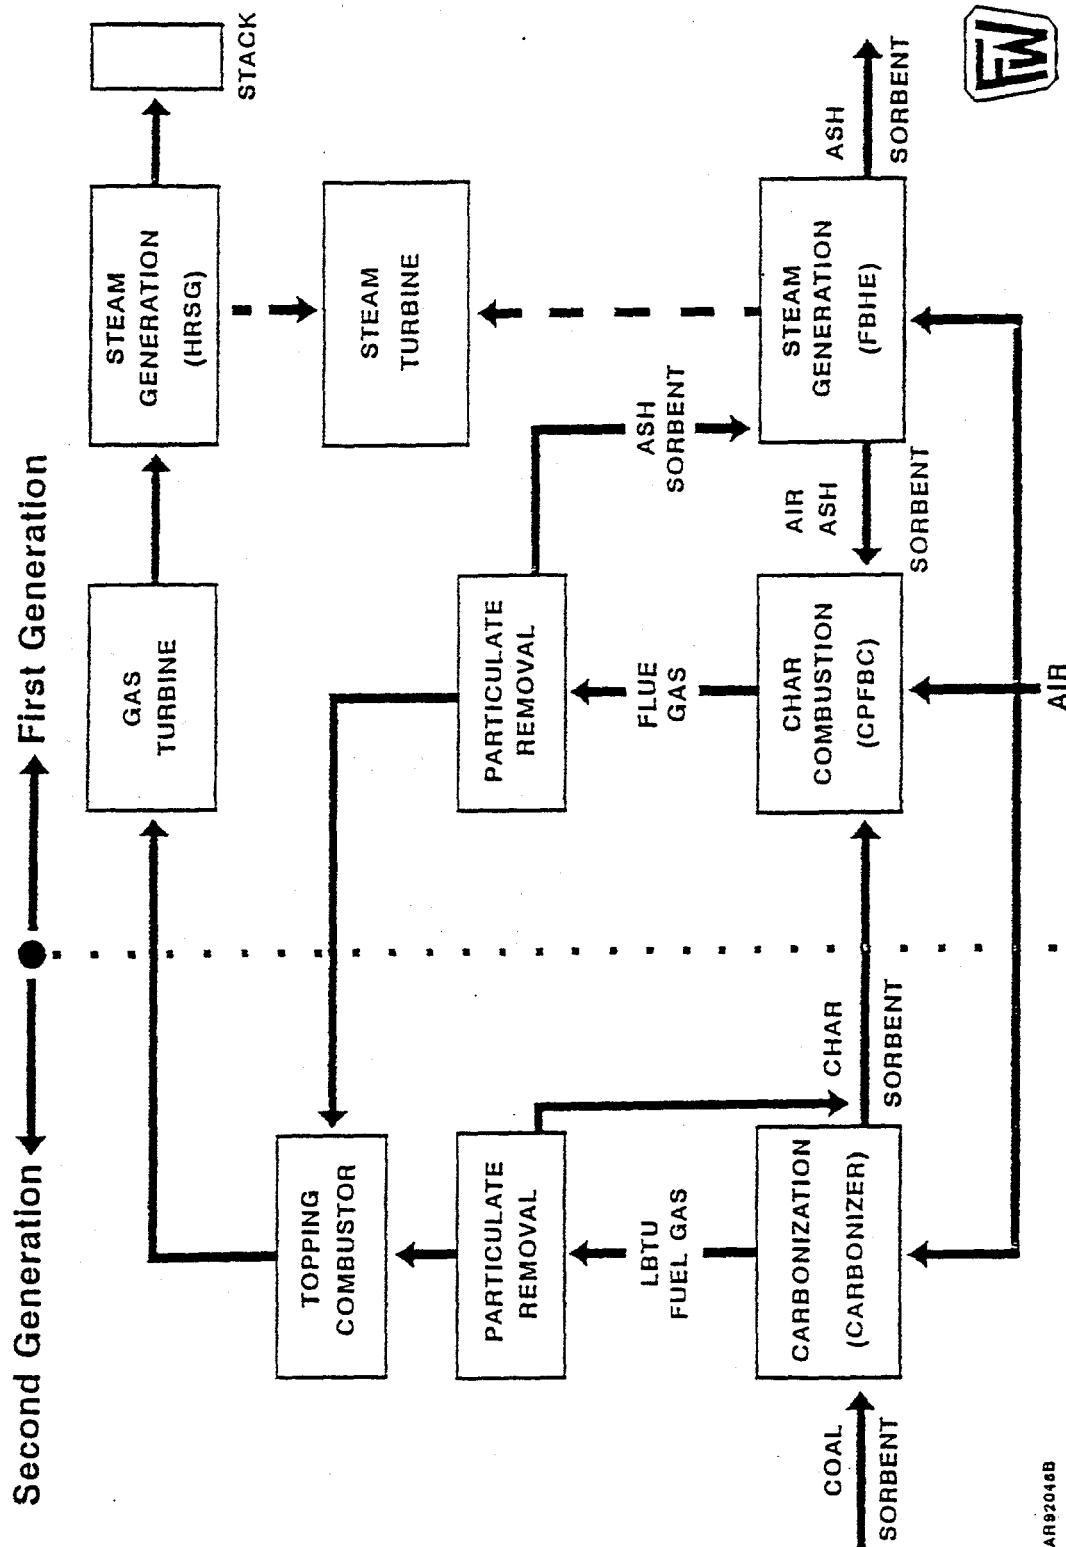 Second Generation
First Generation
TOPPING
COMBUSTOR
GAS
TURBINE
STEAM
GENERATION
(HRSG)
STACK
STEAM
TURBINE
PARTICULATE
REMOVAL
PARTICULATE
REMOVAL
LBTU
FUEL GAS
FLUE
GAS
ASH
SORBENT
COAL
SORBENT
CARBONIZATION
(CARBONIZER)
CHAR
SORBENT
CHAR
COMBUSTION
(CPFBC)
AIR
ASH
SORBENT
STEAM
GENERATION
(FBHE)
ASH
SORBENT
AIR
AR92046B
FW